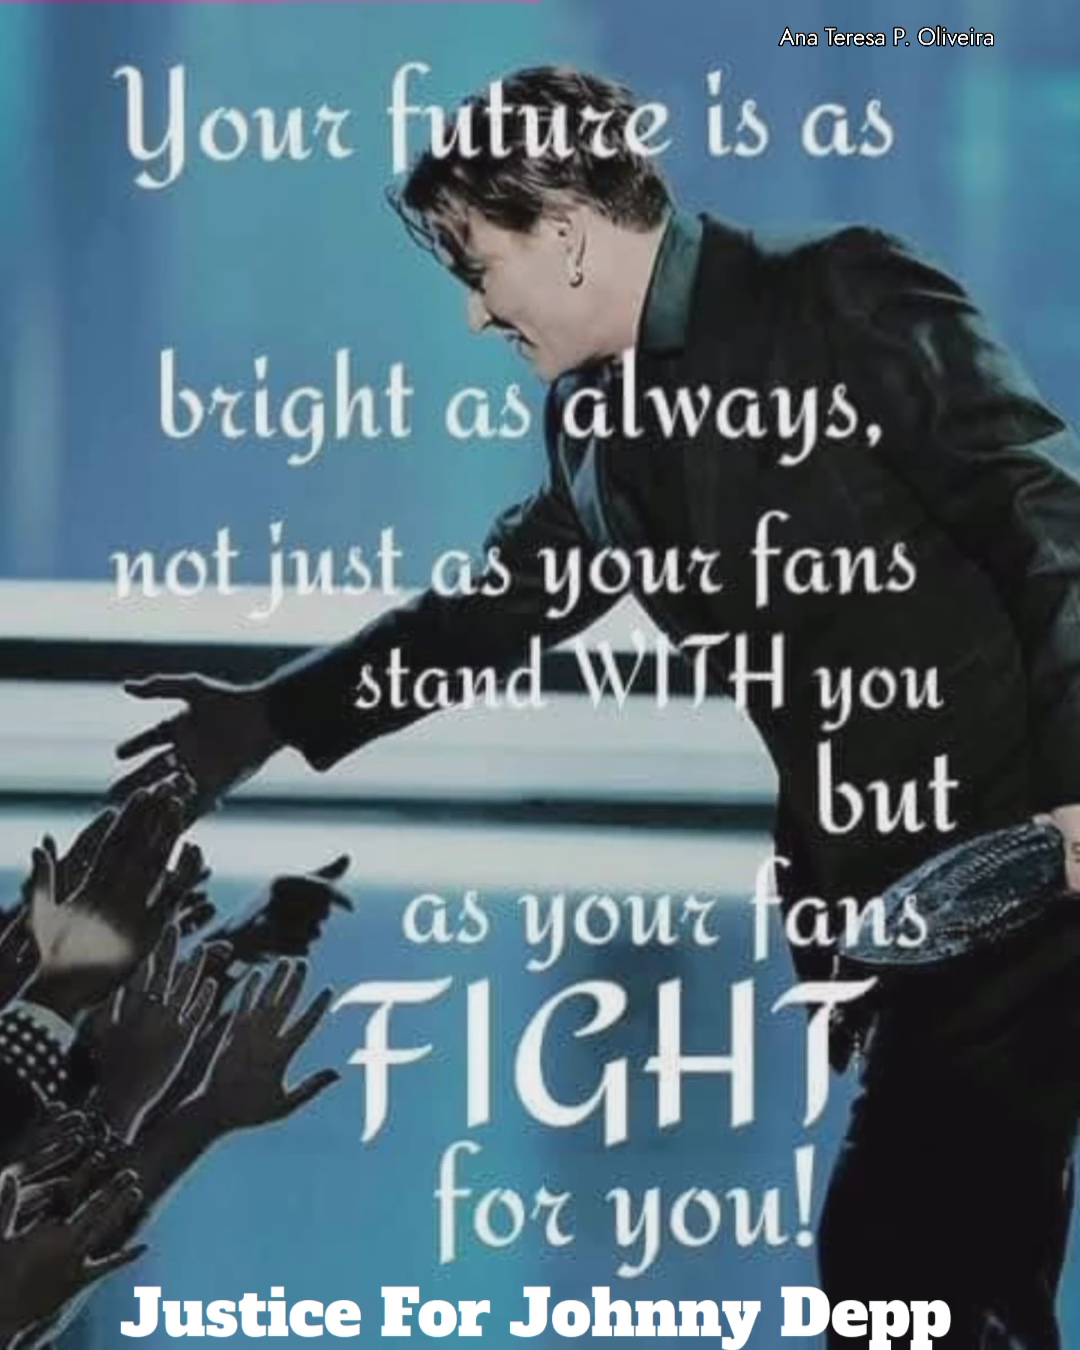 Ana Teresa P. Oliveira
Your future is as
bright as always,
not just as your fans
stand WITH you
but
as your fans
FIGHT
for you!
Justice For Johnny Depp